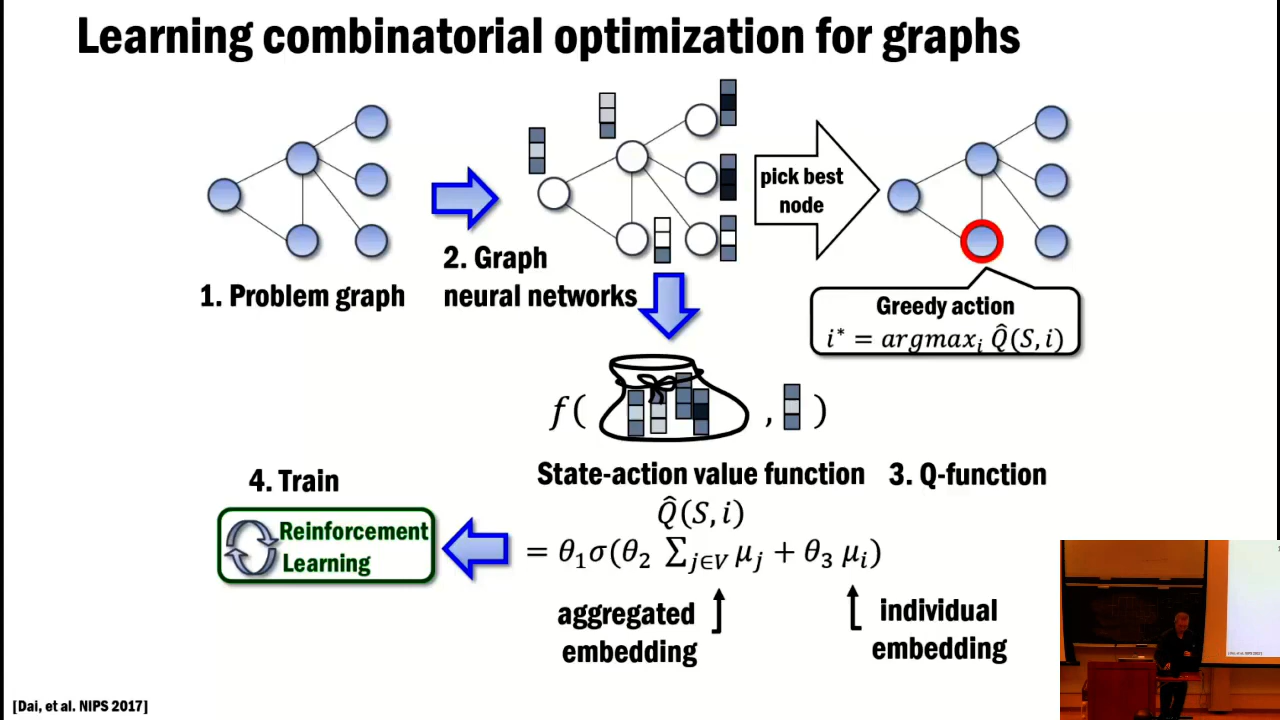 Learning combinatorial optimization for graphs
1. Problem graph
2. Graph
neural networks
pick best
node
Greedy action
i* = argmax_i Q̂(S, i)
f( , )
State-action value function
3. Q-function
Q̂(S, i)
= θ₁σ(θ₂ ∑_{j∈V} μ_j + θ₃ μ_i)
aggregated
embedding
individual
embedding
4. Train
Reinforcement
Learning
[Dai, et al. NIPS 2017]